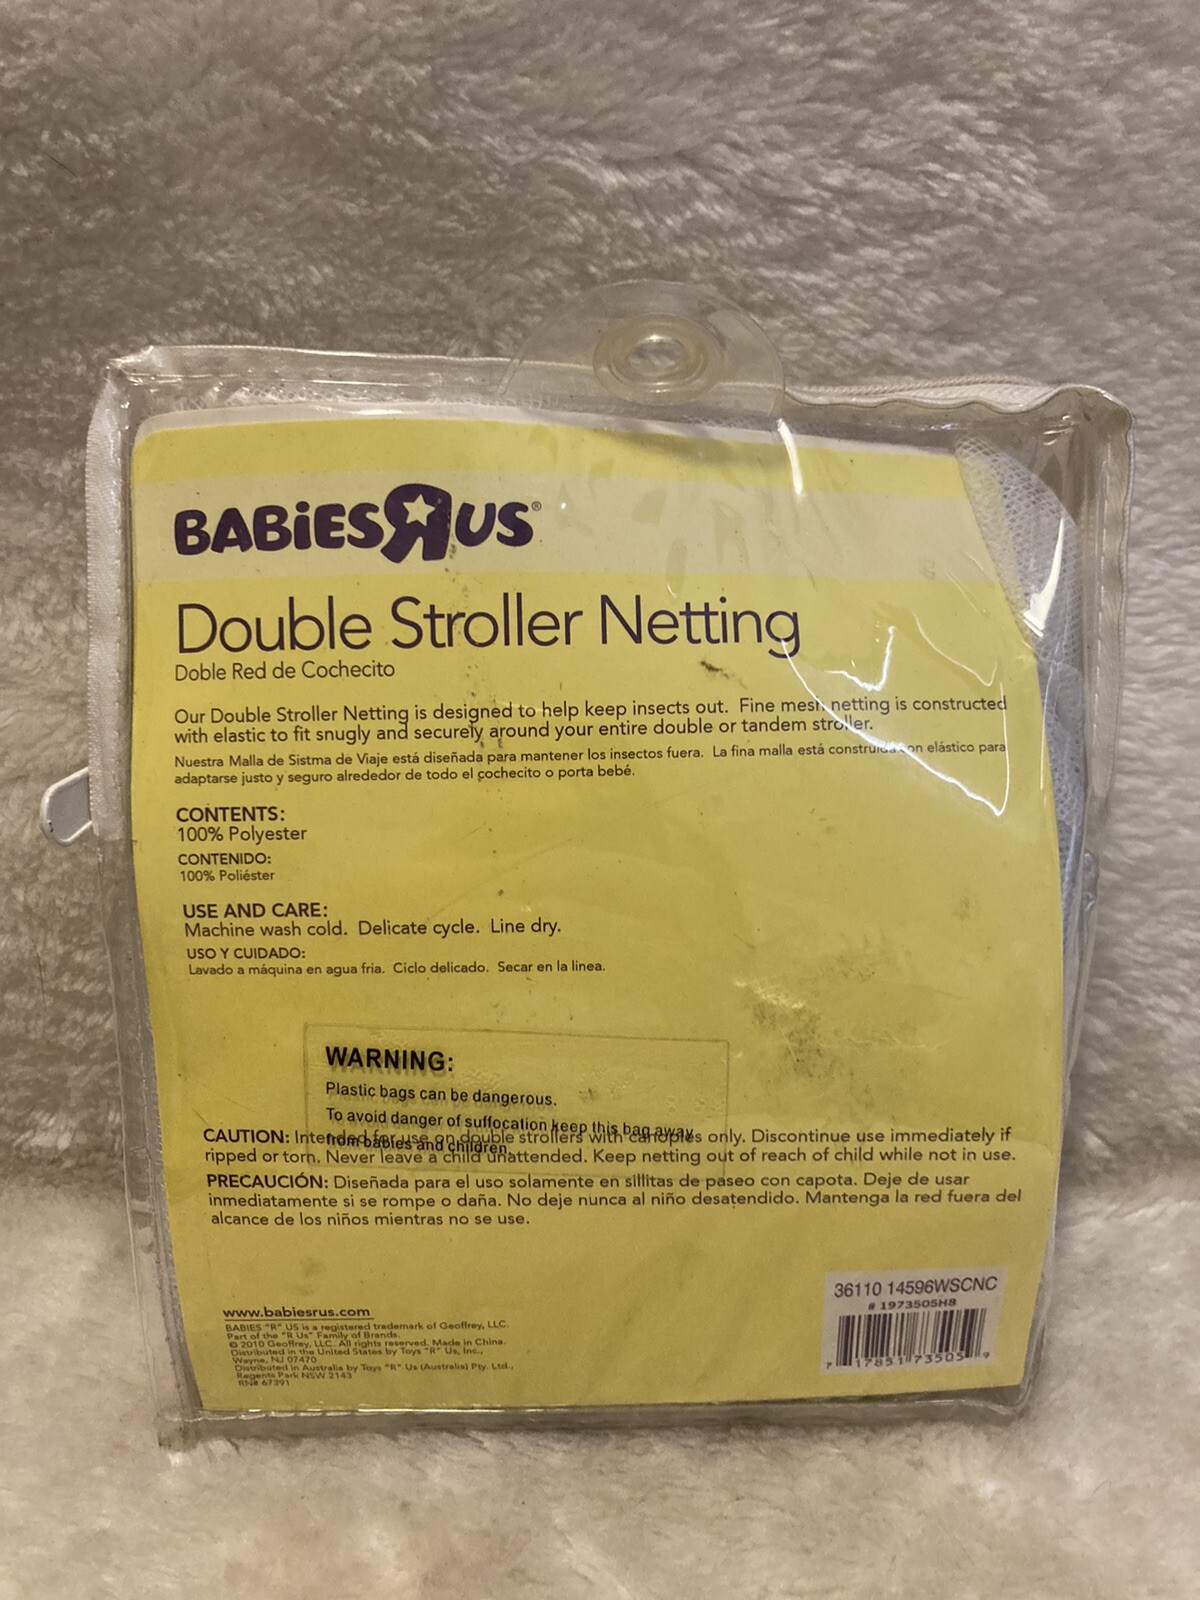 BABiESRUS®
Double Stroller Netting
Doble Red de Cochecito
Our Double Stroller Netting is designed to help keep insects out. Fine mesh netting is constructed
with elastic to fit snugly and securely around your entire double or tandem stroller.
Nuestra Malla de Sistma de Viaje está diseñada para mantener los insectos fuera. La fina malla está construida con elástico para
adaptarse justo y seguro alrededor de todo el cochecito o porta bebé.
CONTENTS:
100% Polyester
CONTENIDO:
100% Poliéster
USE AND CARE:
Machine wash cold. Delicate cycle. Line dry.
USO Y CUIDADO:
Lavado a máquina en agua fria. Ciclo delicado. Secar en la linea.
WARNING:
Plastic bags can be dangerous.
To avoid danger of suffocation keep this bag away
from babies and children.
CAUTION: Intended for use on double strollers with canopies only. Discontinue use immediately if
ripped or torn. Never leave a child unattended. Keep netting out of reach of child while not in use.
PRECAUCIÓN: Diseñada para el uso solamente en sillitas de paseo con capota. Deje de usar
inmediatamente si se rompe o daña. No deje nunca al niño desatendido. Mantenga la red fuera del
alcance de los niños mientras no se use.
36110 14596WSCNC
# 1973505H8
7 17851 73505 9
www.babiesrus.com
BABIES "R" US is a registered trademark of Geoffrey, LLC.
Part of the "R Us" Family of Brands.
© 2010 Geoffrey, LLC. All rights reserved. Made in China.
Distributed in the United States by Toys "R" Us, Inc.,
Wayne, NJ 07470
Distributed in Australia by Toys "R" Us (Australia) Pty. Ltd.,
Regents Park NSW 2143
RN# 67391